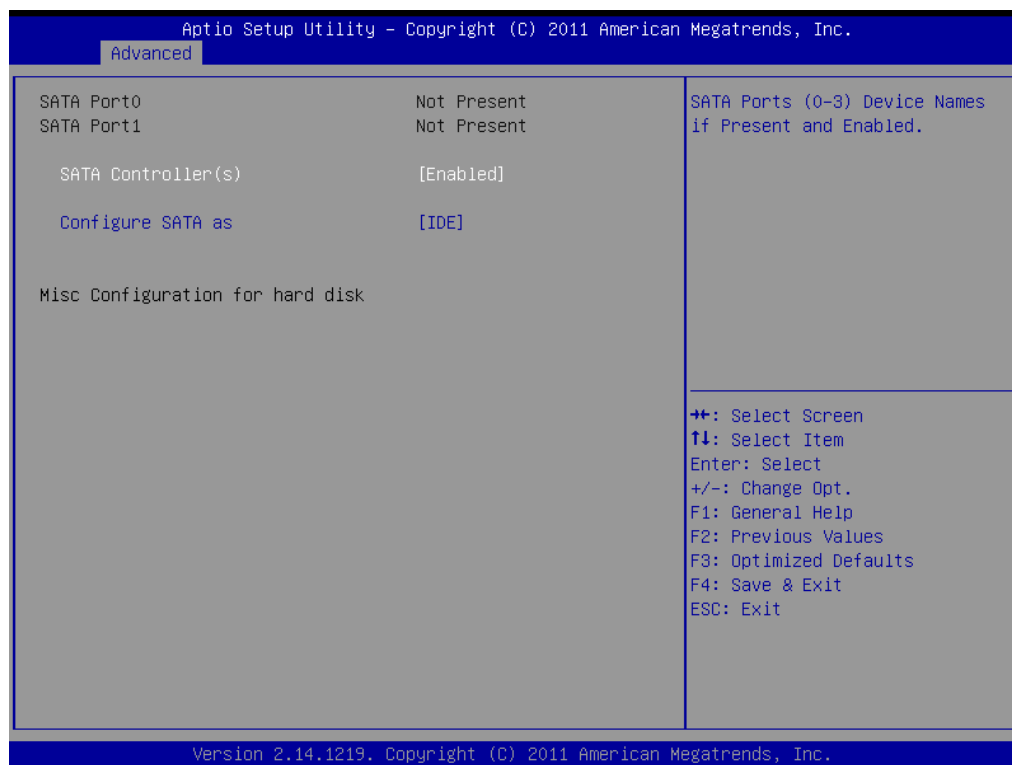 Aptio Setup Utility – Copyright (C) 2011 American Megatrends, Inc.
Advanced
SATA Port0 Not Present
SATA Port1 Not Present
SATA Controller(s) [Enabled]
Configure SATA as [IDE]
Misc Configuration for hard disk
SATA Ports (0-3) Device Names
if Present and Enabled.
→←: Select Screen
↑↓: Select Item
Enter: Select
+/-: Change Opt.
F1: General Help
F2: Previous Values
F3: Optimized Defaults
F4: Save & Exit
ESC: Exit
Version 2.14.1219. Copyright (C) 2011 American Megatrends, Inc.